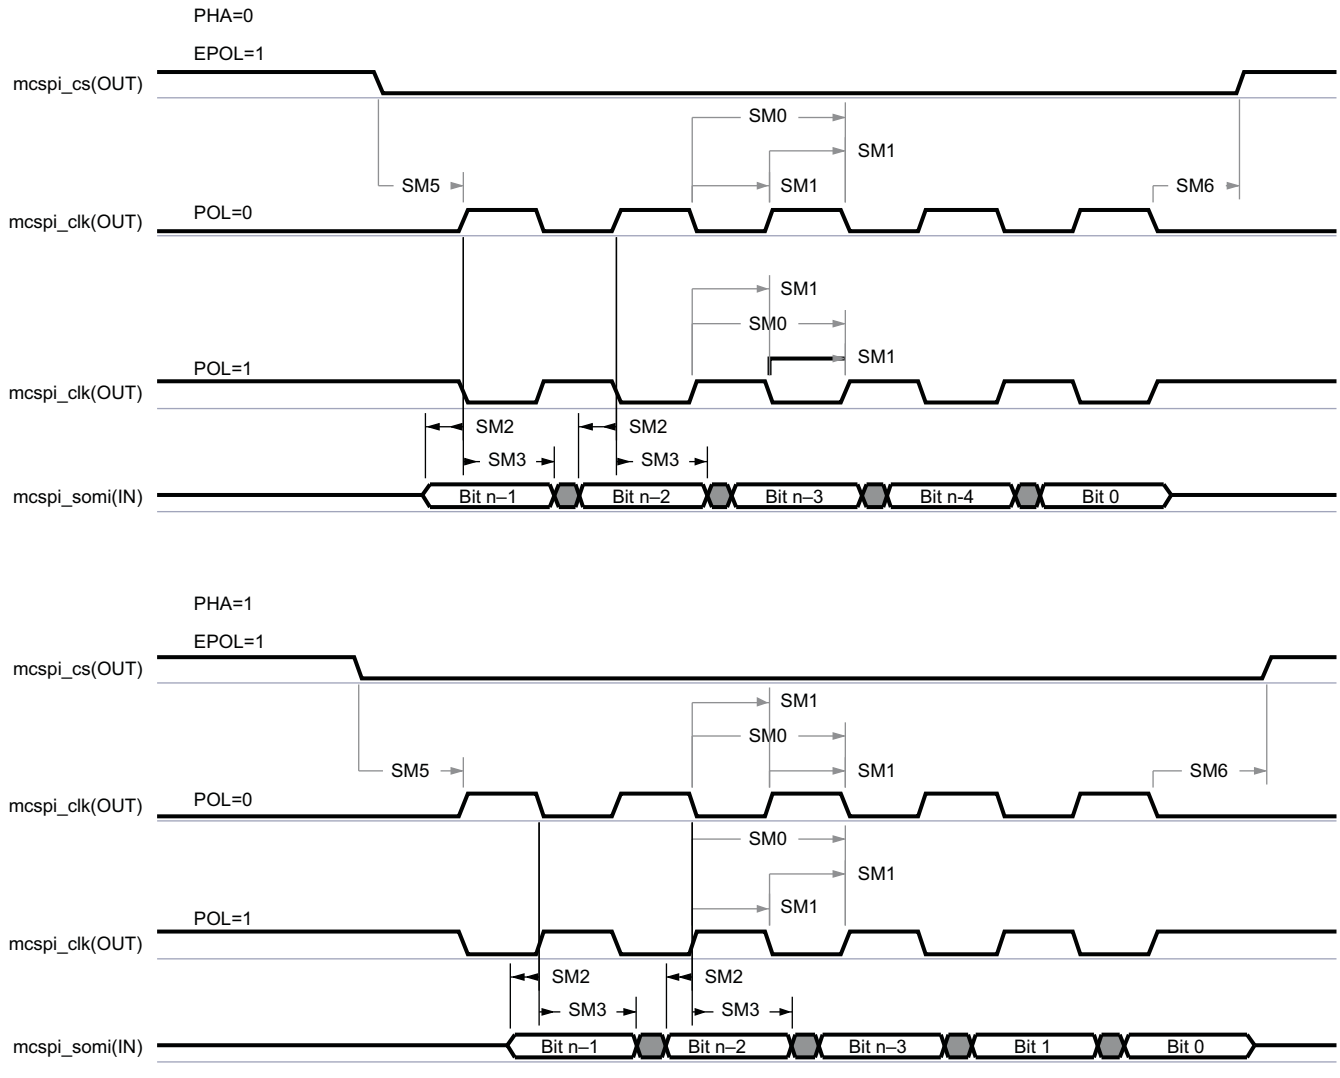 PHA=0
EPOL=1
mcspi_cs(OUT)
SM0
SM1
SM5
SM1
SM6
POL=0
mcspi_clk(OUT)
SM1
SM0
SM1
POL=1
mcspi_clk(OUT)
SM2
SM2
SM3
SM3
mcspi_somi(IN)
Bit n–1
Bit n–2
Bit n–3
Bit n-4
Bit 0
PHA=1
EPOL=1
mcspi_cs(OUT)
SM1
SM0
SM5
SM1
SM6
POL=0
mcspi_clk(OUT)
SM0
SM1
SM1
POL=1
mcspi_clk(OUT)
SM2
SM2
SM3
SM3
mcspi_somi(IN)
Bit n–1
Bit n–2
Bit n–3
Bit 1
Bit 0